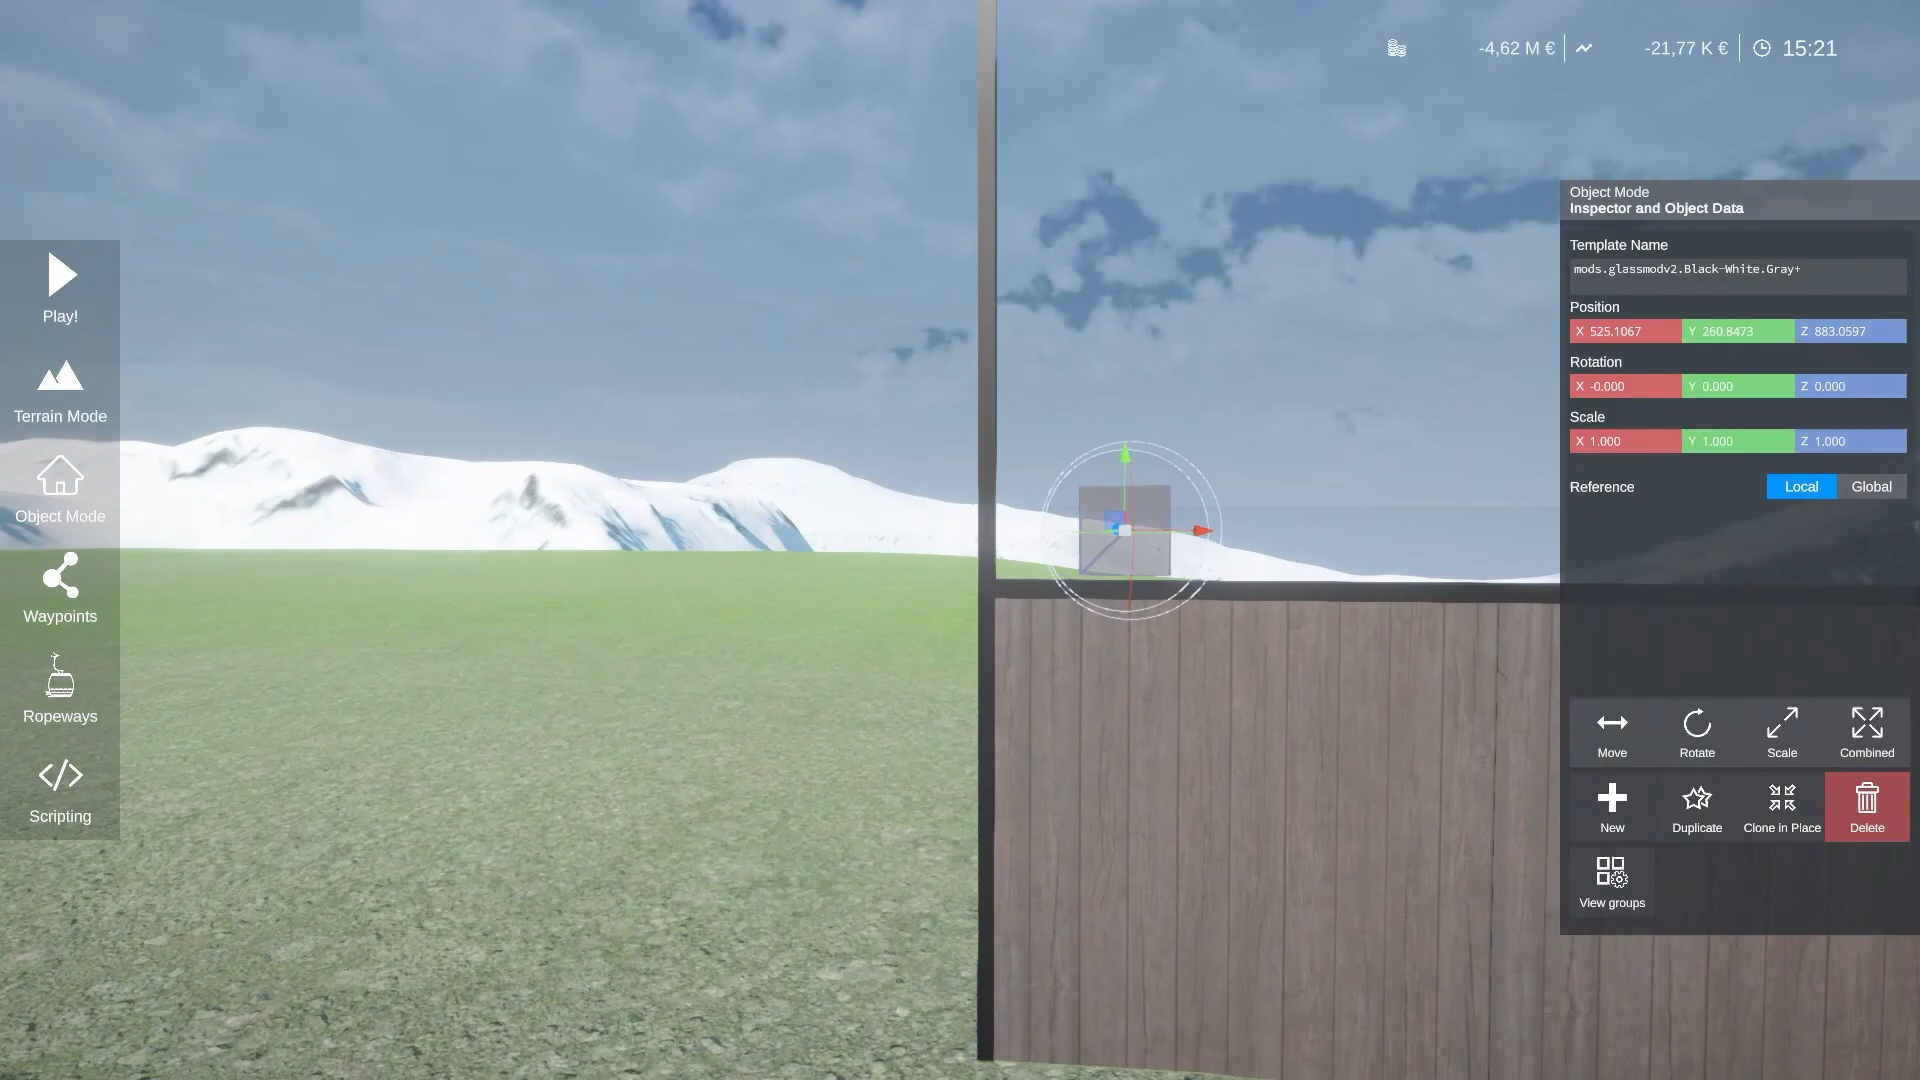 -4,62 M €
-21,77 K €
15:21
Object Mode
Inspector and Object Data
Template Name
mods.glassmodv2.Black-White.Gray+
Position
X 525.1067 Y 260.8473 Z 883.0597
Rotation
X -0.000 Y 0.000 Z 0.000
Scale
X 1.000 Y 1.000 Z 1.000
Reference Local Global
Play!
Terrain Mode
Object Mode
Waypoints
Ropeways
Scripting
Move Rotate Scale Combined
New Duplicate Clone in Place Delete
View groups